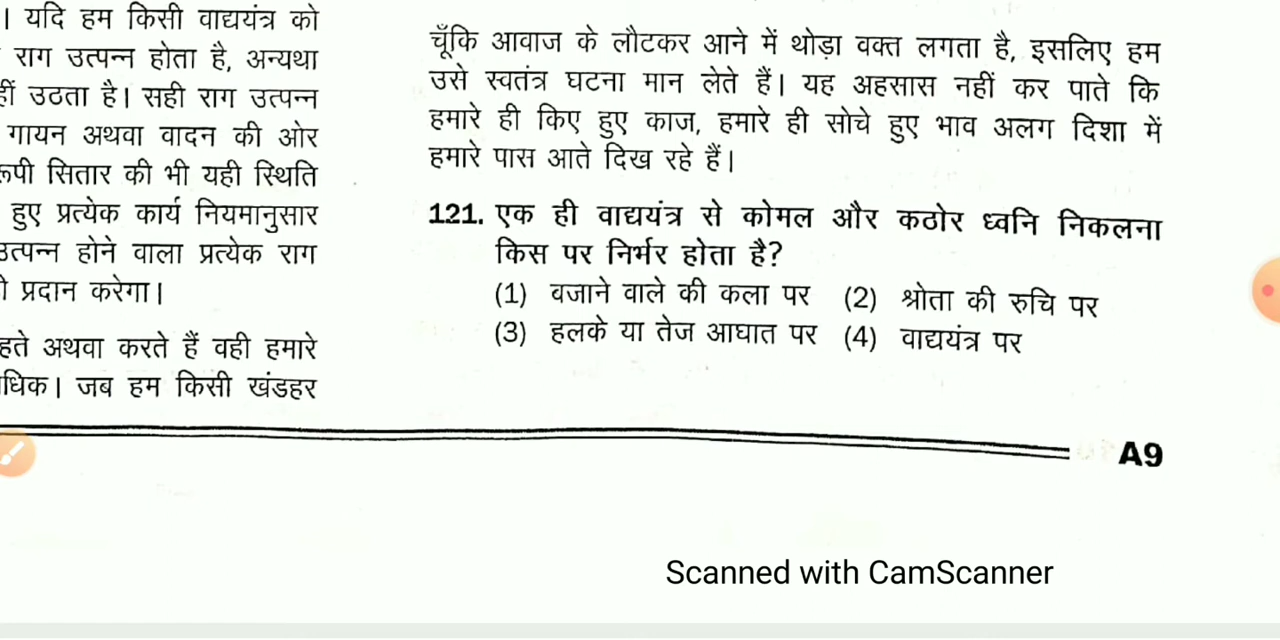 । यदि हम किसी वाद्ययंत्र को
राग उत्पन्न होता है, अन्यथा
हीं उठता है। सही राग उत्पन्न
गायन अथवा वादन की ओर
रूपी सितार की भी यही स्थिति
हुए प्रत्येक कार्य नियमानुसार
उत्पन्न होने वाला प्रत्येक राग
प्रदान करेगा।
हते अथवा करते हैं वही हमारे
धिक। जब हम किसी खंडहर
चूँकि आवाज के लौटकर आने में थोड़ा वक्त लगता है, इसलिए हम
उसे स्वतंत्र घटना मान लेते हैं। यह अहसास नहीं कर पाते कि
हमारे ही किए हुए काज, हमारे ही सोचे हुए भाव अलग दिशा में
हमारे पास आते दिख रहे हैं।
121. एक ही वाद्ययंत्र से कोमल और कठोर ध्वनि निकलना
किस पर निर्भर होता है?
(1) बजाने वाले की कला पर (2) श्रोता की रुचि पर
(3) हलके या तेज आघात पर (4) वाद्ययंत्र पर
A9
Scanned with CamScanner